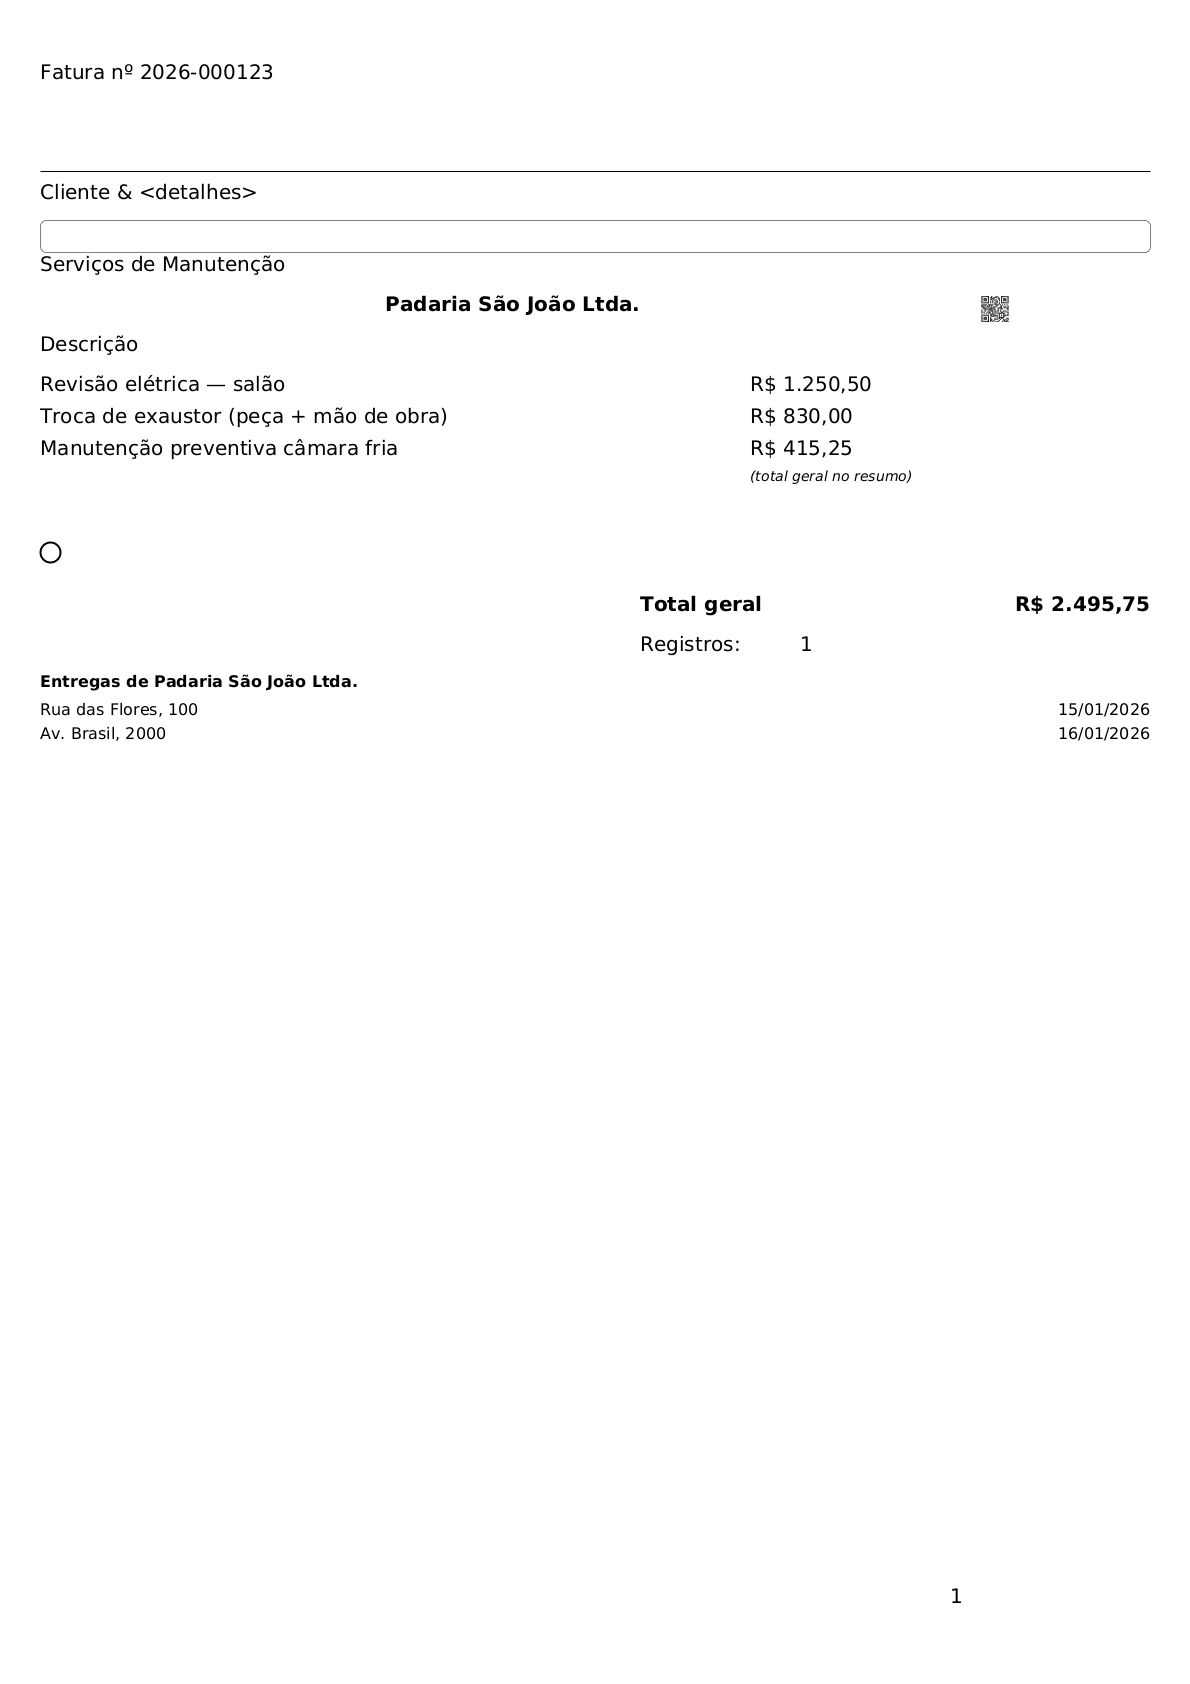 Fatura nº 2026-000123
Cliente & <detalhes>
Serviços de Manutenção
Padaria São João Ltda.
Descrição
Revisão elétrica — salão R$ 1.250,50
Troca de exaustor (peça + mão de obra) R$ 830,00
Manutenção preventiva câmara fria R$ 415,25
(total geral no resumo)
Total geral R$ 2.495,75
Registros: 1
Entregas de Padaria São João Ltda.
Rua das Flores, 100 15/01/2026
Av. Brasil, 2000 16/01/2026
1